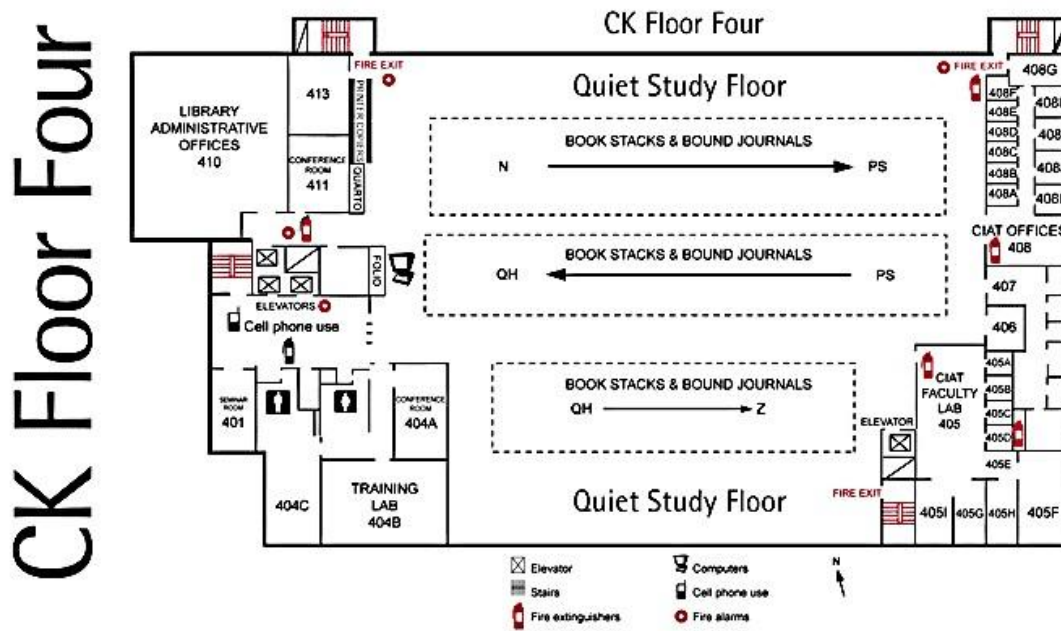 CK Floor Four
CK Floor Four
Quiet Study Floor
FIRE EXIT
FIRE EXIT
LIBRARY
ADMINISTRATIVE
OFFICES
410
413
PRINTER COPIERS
CONFERENCE
ROOM
411
QUARTO
BOOK STACKS & BOUND JOURNALS
N
PS
408G
408F
408E
408D
408C
408B
408A
CIAT OFFICES
408
BOOK STACKS & BOUND JOURNALS
QH
PS
FOLIO
ELEVATORS
Cell phone use
407
406
405A
405B
405C
405D
405E
CIAT
FACULTY
LAB
405
BOOK STACKS & BOUND JOURNALS
QH
Z
ELEVATOR
SEMINAR
ROOM
401
CONFERENCE
ROOM
404A
404C
TRAINING
LAB
404B
Quiet Study Floor
FIRE EXIT
405I
405G
405H
405F
Elevator
Stairs
Fire extinguishers
Computers
Cell phone use
Fire alarms
N